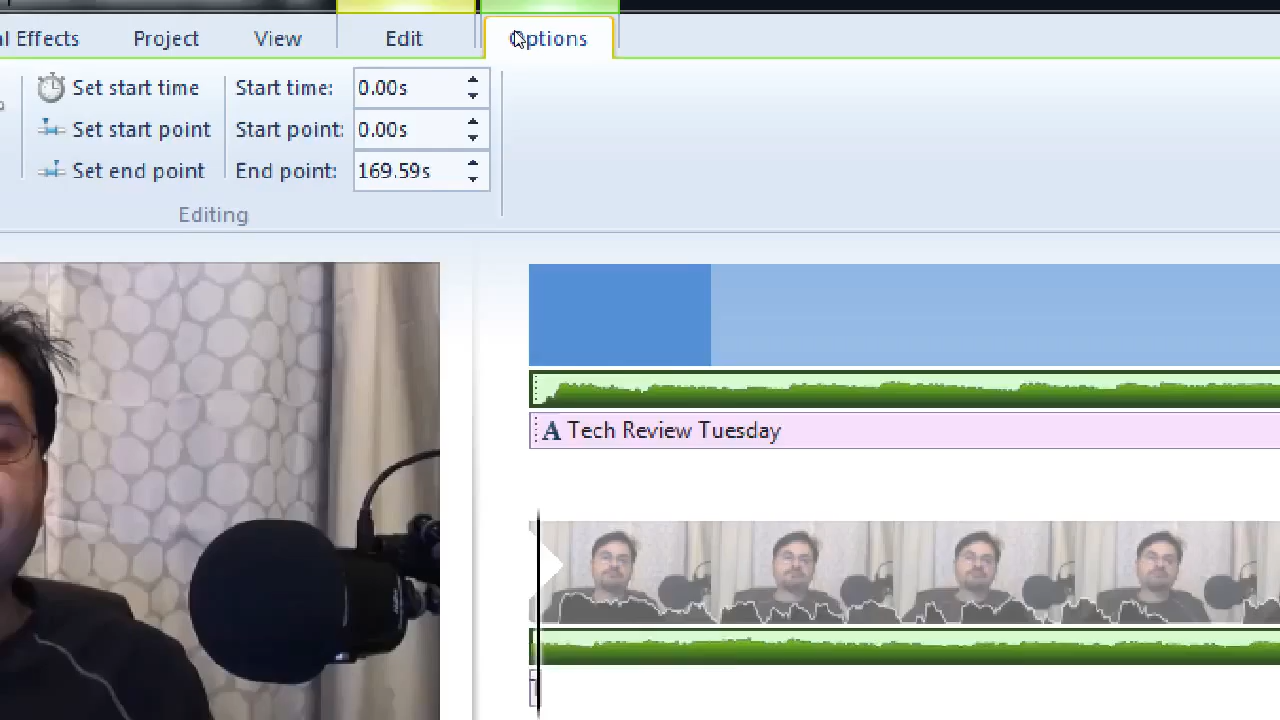 l Effects Project View Edit Options
Set start time Start time: 0.00s
Set start point Start point: 0.00s
Set end point End point: 169.59s
Editing
A Tech Review Tuesday